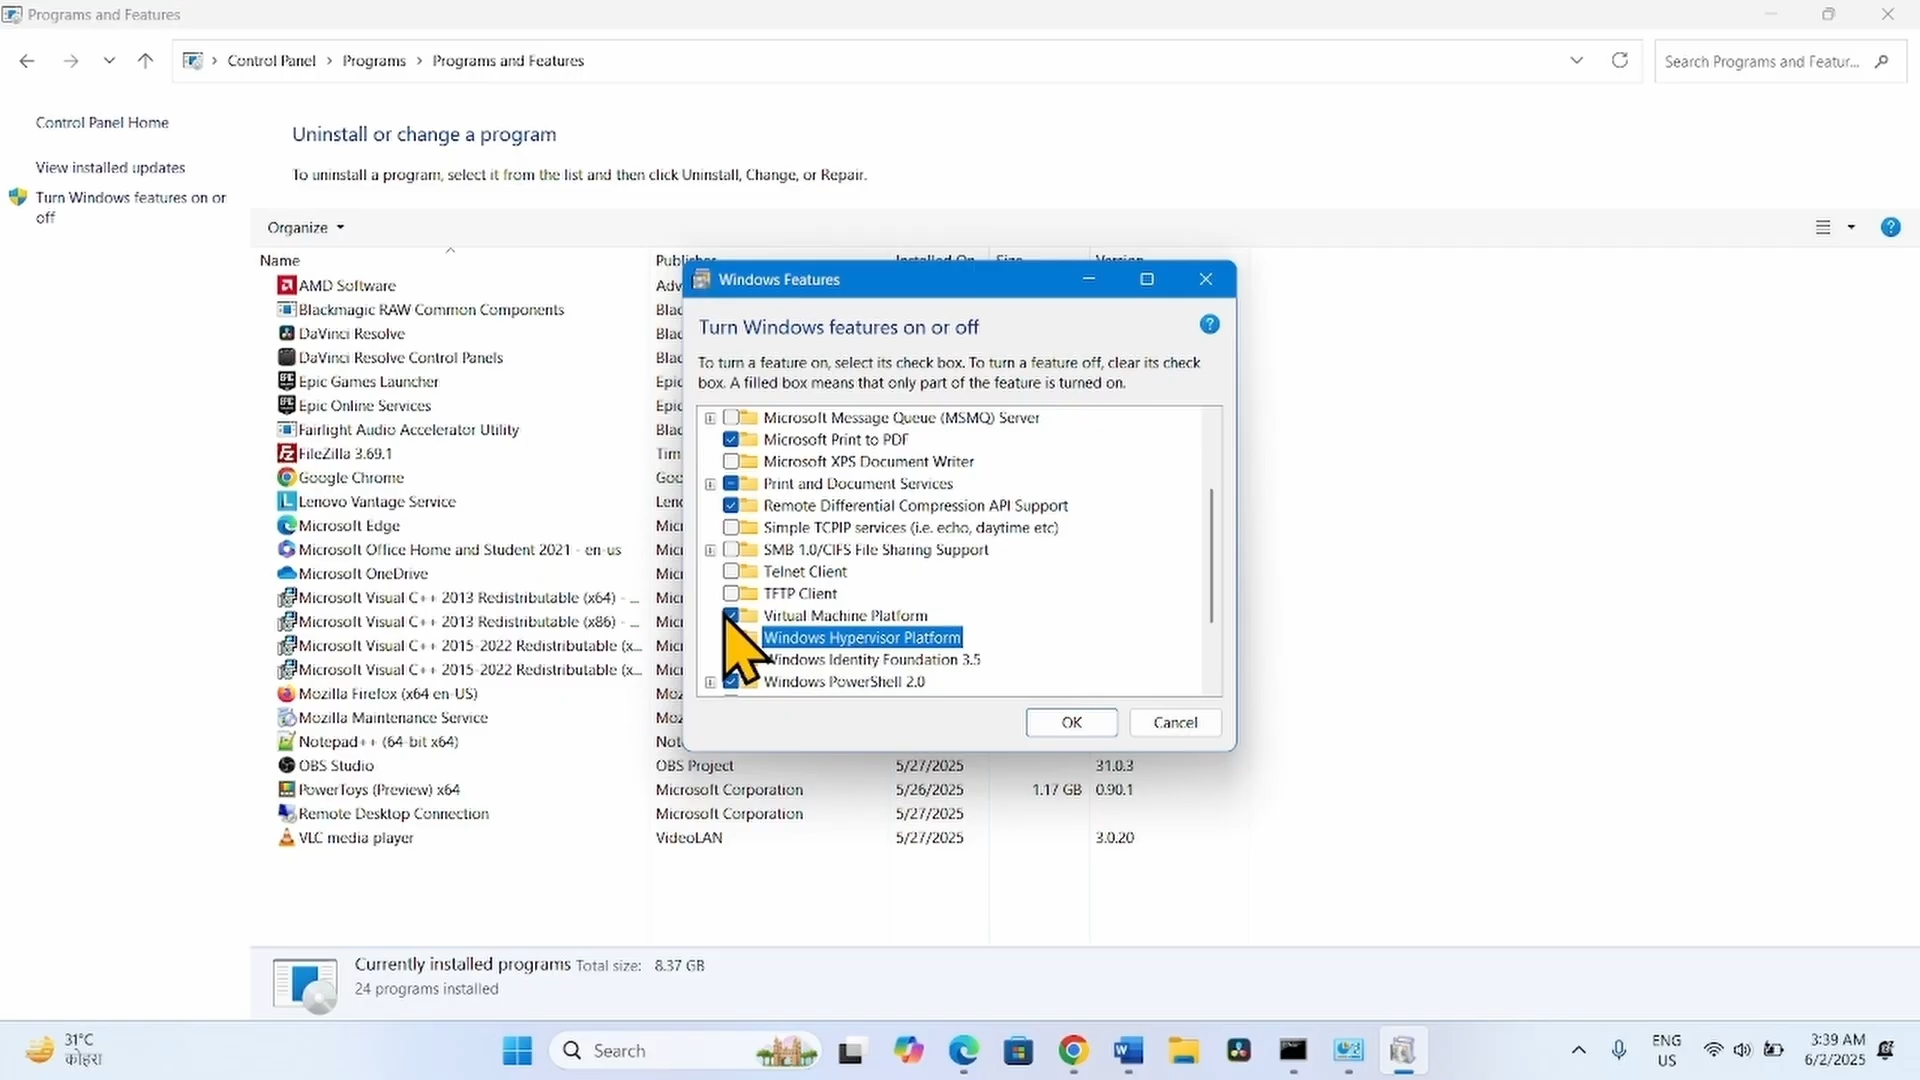 Programs and Features
Control Panel
Programs
Programs and Features
Search Programs and Featur...
Control Panel Home
View installed updates
Turn Windows features on or
off
Uninstall or change a program
To uninstall a program, select it from the list and then click Uninstall, Change, or Repair.
Organize
Name
AMD Software
Blackmagic RAW Common Components
DaVinci Resolve
DaVinci Resolve Control Panels
Epic Games Launcher
Epic Online Services
Fairlight Audio Accelerator Utility
FileZilla 3.69.1
Google Chrome
Lenovo Vantage Service
Microsoft Edge
Microsoft Office Home and Student 2021 - en-us
Microsoft OneDrive
Microsoft Visual C++ 2013 Redistributable (x64) - ...
Microsoft Visual C++ 2013 Redistributable (x86) - ...
Microsoft Visual C++ 2015-2022 Redistributable (x...
Microsoft Visual C++ 2015-2022 Redistributable (x...
Mozilla Firefox (x64 en-US)
Mozilla Maintenance Service
Notepad++ (64-bit x64)
OBS Studio OBS Project 5/27/2025 31.0.3
PowerToys (Preview) x64 Microsoft Corporation 5/26/2025 1.17 GB 0.90.1
Remote Desktop Connection Microsoft Corporation 5/27/2025
VLC media player VideoLAN 5/27/2025 3.0.20
Windows Features
Turn Windows features on or off
To turn a feature on, select its check box. To turn a feature off, clear its check
box. A filled box means that only part of the feature is turned on.
Microsoft Message Queue (MSMQ) Server
Microsoft Print to PDF
Microsoft XPS Document Writer
Print and Document Services
Remote Differential Compression API Support
Simple TCPIP services (i.e. echo, daytime etc)
SMB 1.0/CIFS File Sharing Support
Telnet Client
TFTP Client
Virtual Machine Platform
Windows Hypervisor Platform
Windows Identity Foundation 3.5
Windows PowerShell 2.0
OK
Cancel
Currently installed programs Total size: 8.37 GB
24 programs installed
31°C
कोहरा
Search
ENG
US
3:39 AM
6/2/2025